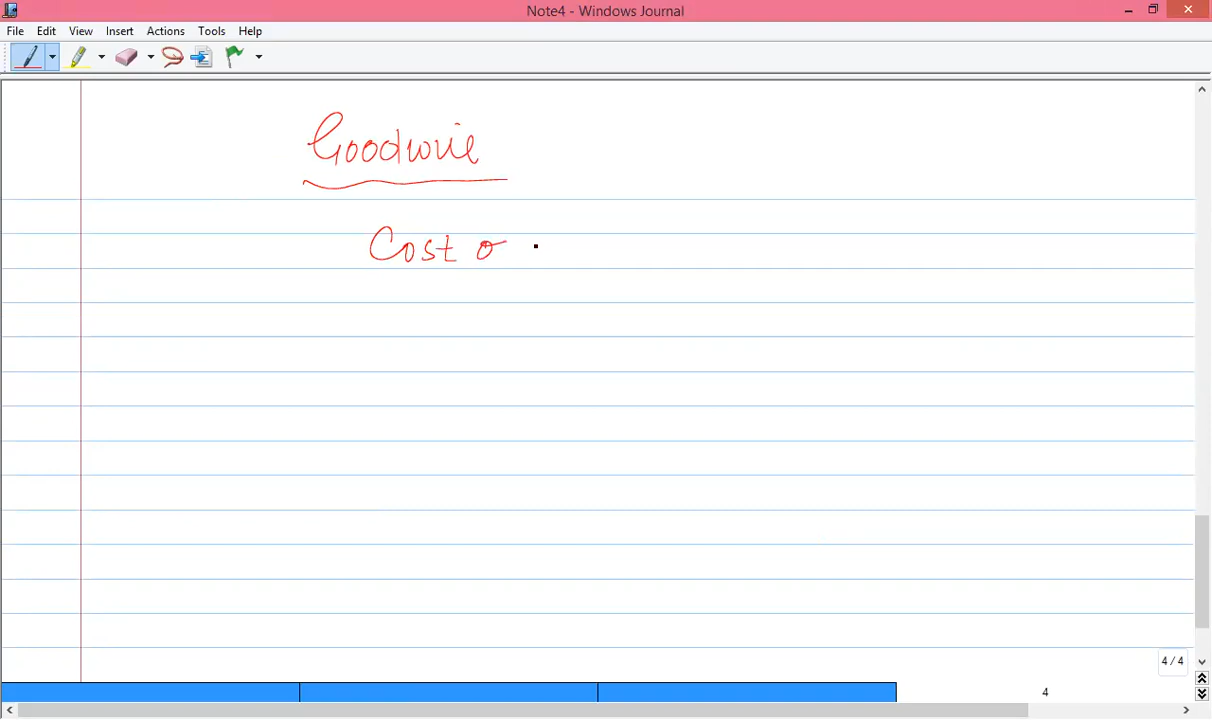 Note4 - Windows Journal
File Edit View Insert Actions Tools Help
Goodwill
Cost o
4 / 4
4